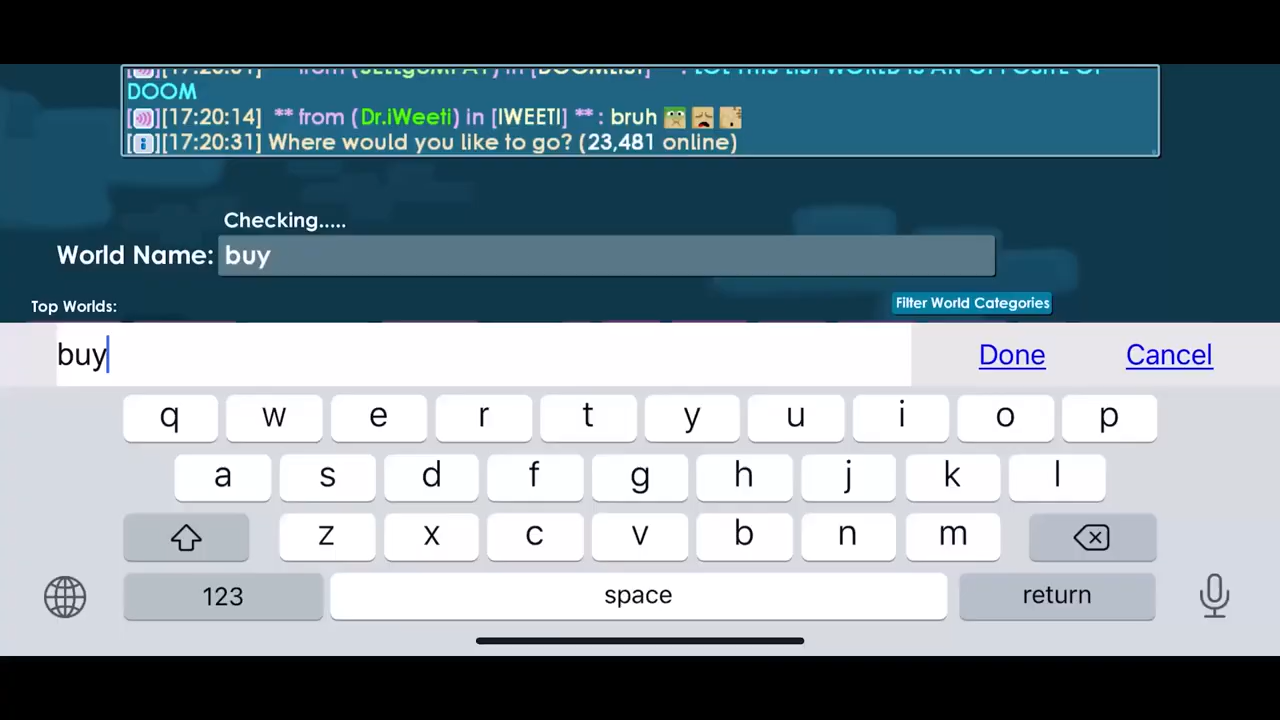 DOOM
[17:20:14] ** from (Dr.iWeeti) in [IWEETI] ** : bruh
[17:20:31] Where would you like to go? (23,481 online)
Checking.....
World Name: buy
Top Worlds:
Filter World Categories
buy
Done
Cancel
q w e r t y u i o p
a s d f g h j k l
z x c v b n m
123
space
return